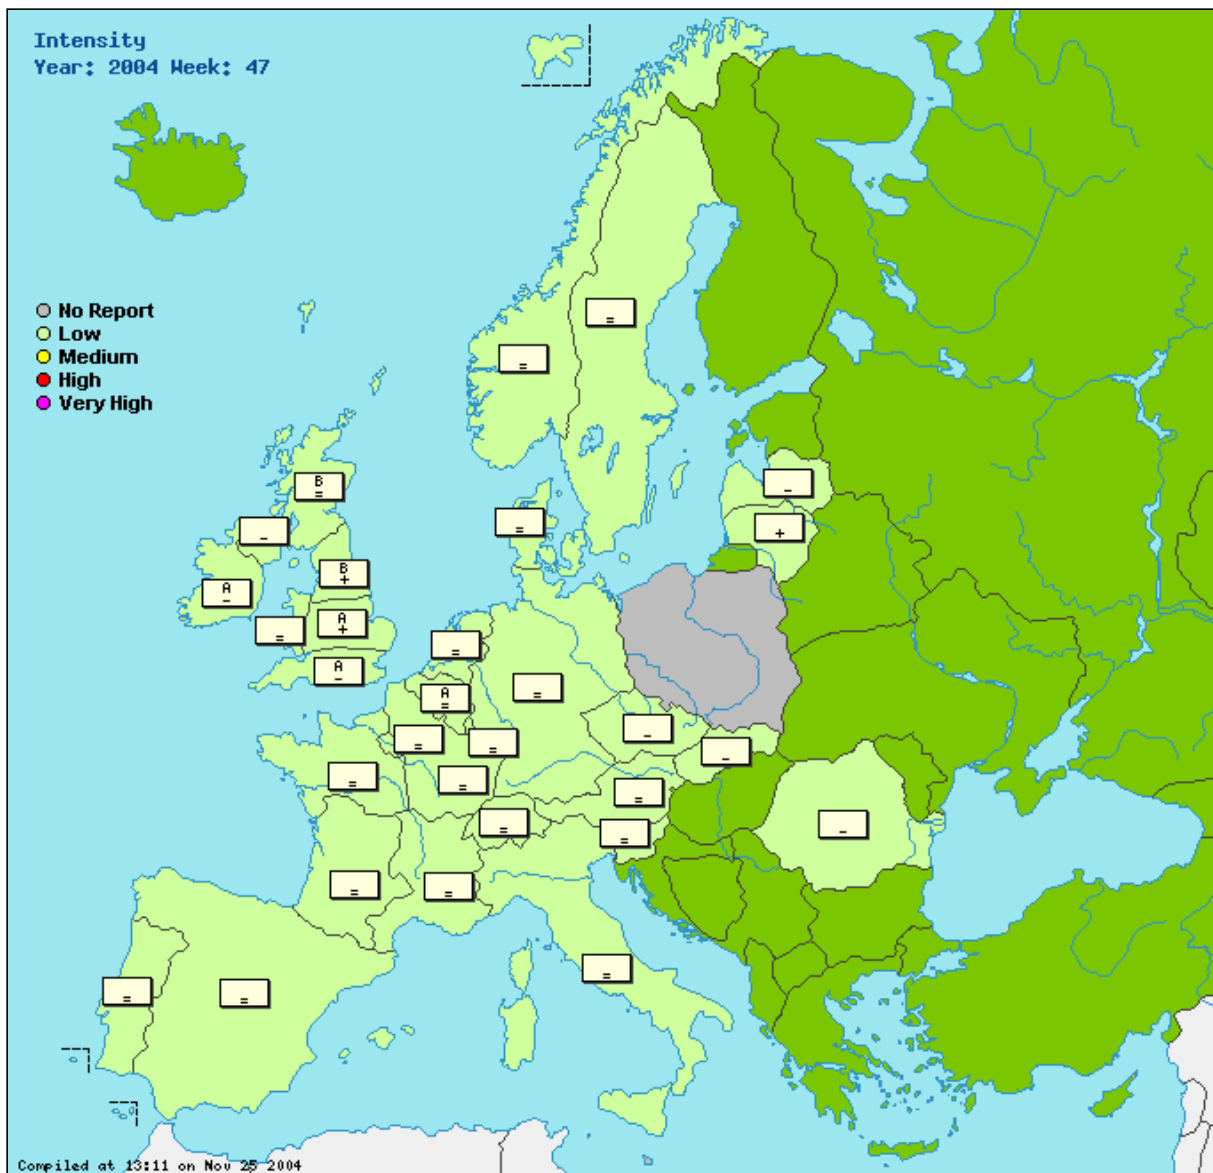 Intensity
Year: 2004 Week: 47
No Report
Low
Medium
High
Very High
=
=
B
=
-
=
-
+
B
+
A
-
A
+
=
=
A
-
=
A
=
-
=
=
-
=
=
=
=
=
-
=
=
=
=
=
Compiled at 13:11 on Nov 25 2004